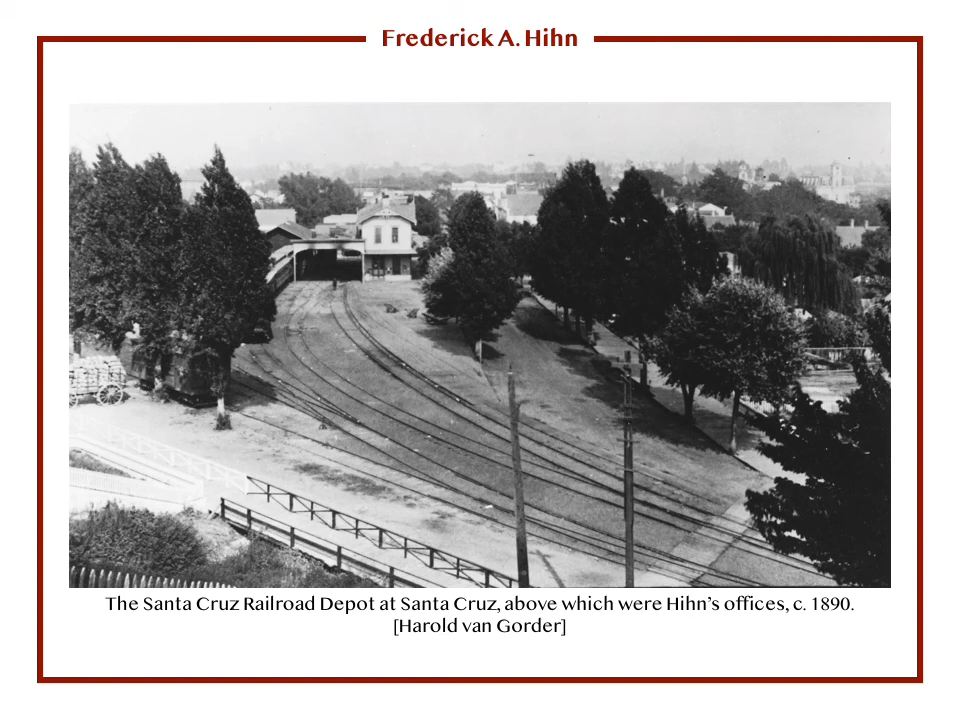 Frederick A. Hihn
The Santa Cruz Railroad Depot at Santa Cruz, above which were Hihn’s offices, c. 1890.
[Harold van Gorder]